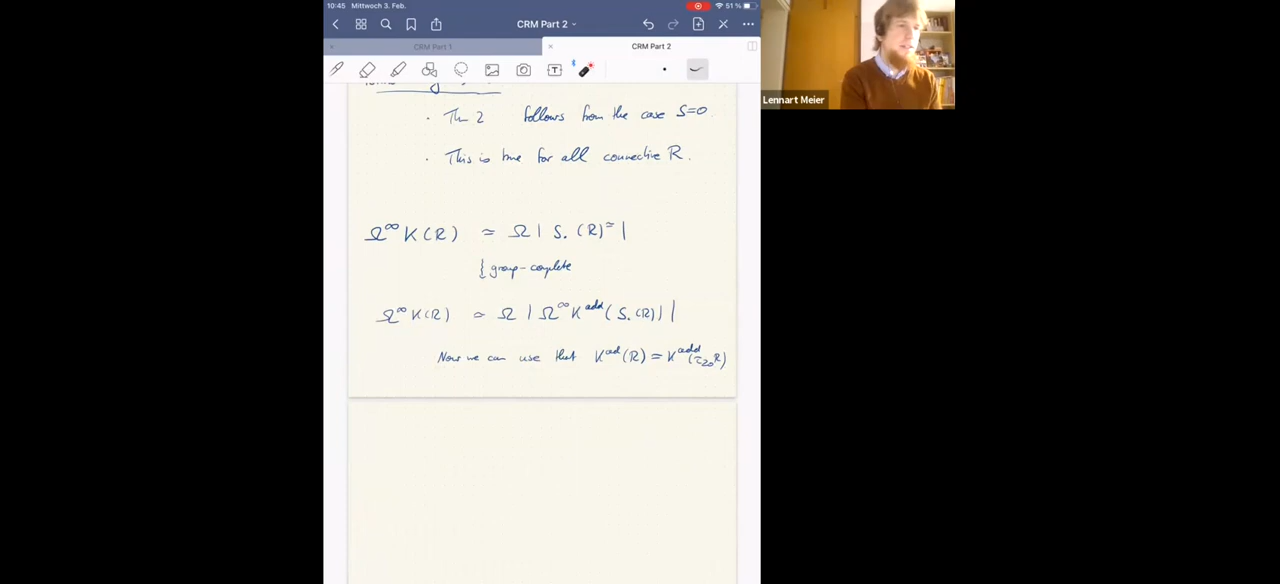 10:45 Mittwoch 3. Feb.
51 %
CRM Part 2
CRM Part 1
CRM Part 2
Lennart Meier
· Thm 2 follows from the case S=0.
· This is true for all connective R.
Ω^∞ K(R) ≃ Ω | S. (R)^≃ |
group-complete
Ω^∞ K(R) ≃ Ω | Ω^∞ K^add (S. (R)) |
Now we can use that K^ad (R) = K^add (τ≥0 R)